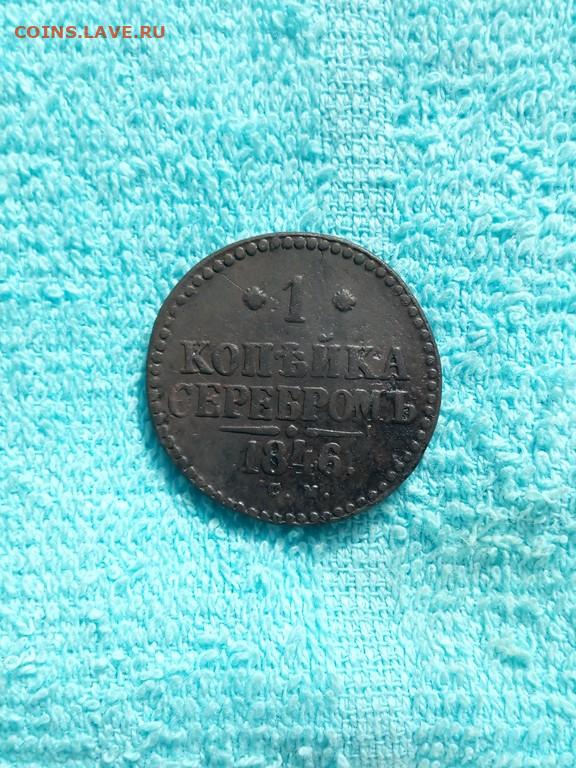 COINS.LAVE.RU
1
КОПѢЙКА
СЕРЕБРОМЪ
1846.
С. М.